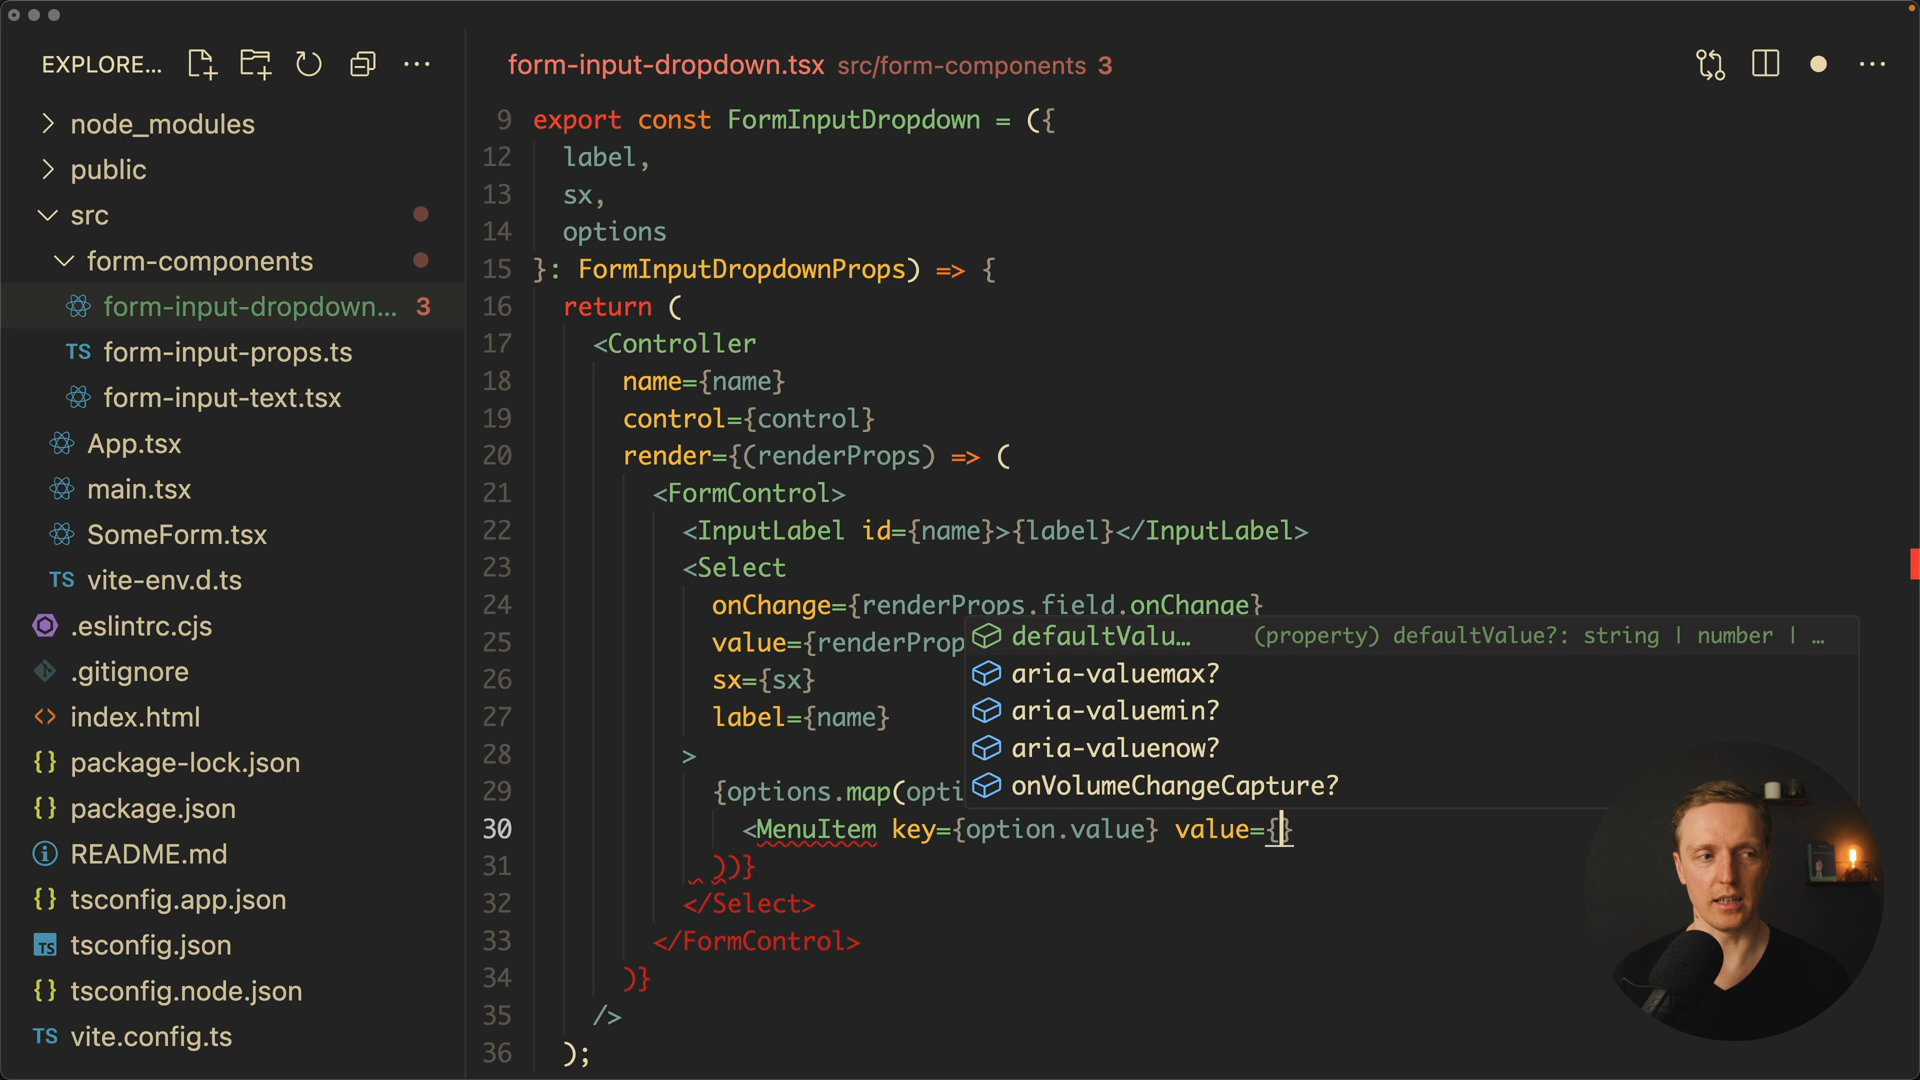 EXPLORE...
node_modules
public
src
form-components
form-input-dropdown... 3
TS form-input-props.ts
form-input-text.tsx
App.tsx
main.tsx
SomeForm.tsx
TS vite-env.d.ts
.eslintrc.cjs
.gitignore
<> index.html
{} package-lock.json
{} package.json
README.md
{} tsconfig.app.json
TS tsconfig.json
{} tsconfig.node.json
TS vite.config.ts
form-input-dropdown.tsx src/form-components 3
9 export const FormInputDropdown = ({
12 label,
13 sx,
14 options
15 }: FormInputDropdownProps) => {
16 return (
17 <Controller
18 name={name}
19 control={control}
20 render={(renderProps) => (
21 <FormControl>
22 <InputLabel id={name}>{label}</InputLabel>
23 <Select
24 onChange={renderProps.field.onChange}
25 value={renderProp
26 sx={sx}
27 label={name}
28 >
29 {options.map(opti
30 <MenuItem key={option.value} value={}
31 ))}
32 </Select>
33 </FormControl>
34 )}
35 />
36 );
defaultValu... (property) defaultValue?: string | number | …
aria-valuemax?
aria-valuemin?
aria-valuenow?
onVolumeChangeCapture?